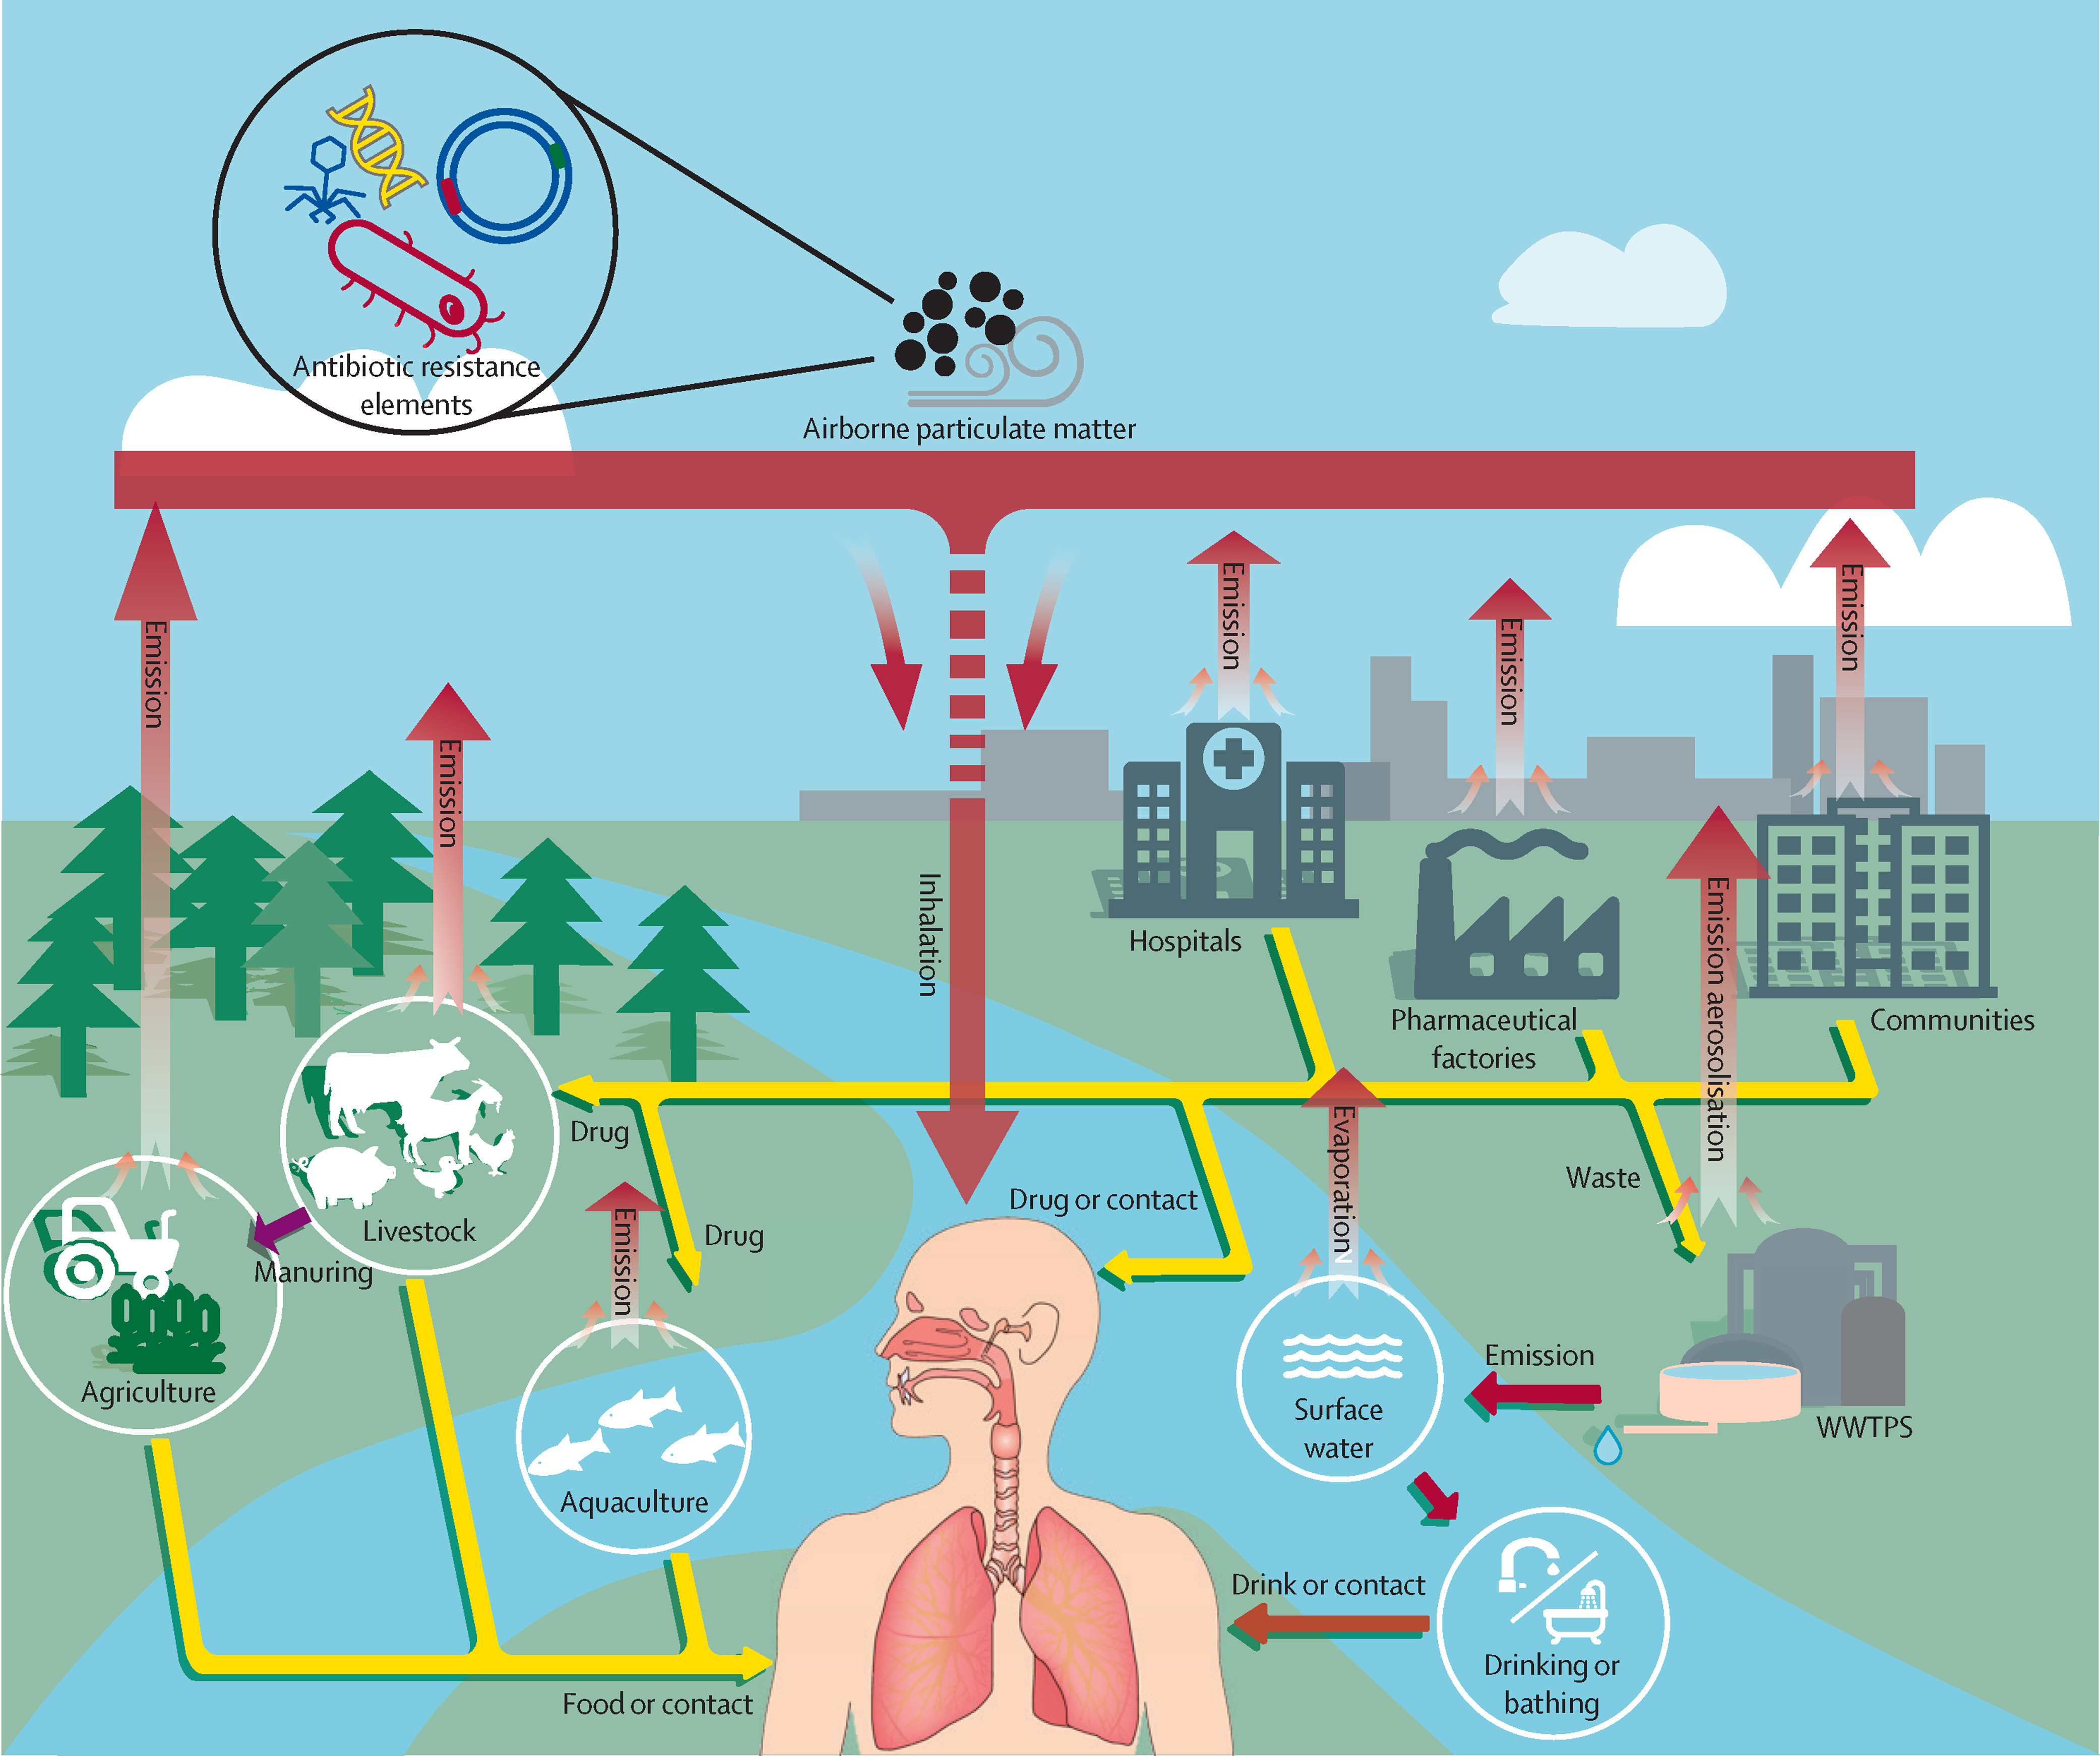 Antibiotic resistance
elements
Airborne particulate matter
Emission
Emission
Emission
Emission
Emission
Inhalation
Hospitals
Pharmaceutical
factories
Emission aerosolisation
Communities
Drug
Drug
Drug or contact
Evaporation
Waste
Livestock
Manuring
Emission
Agriculture
Aquaculture
Surface
water
Emission
WWTPS
Drink or contact
Drinking or
bathing
Food or contact